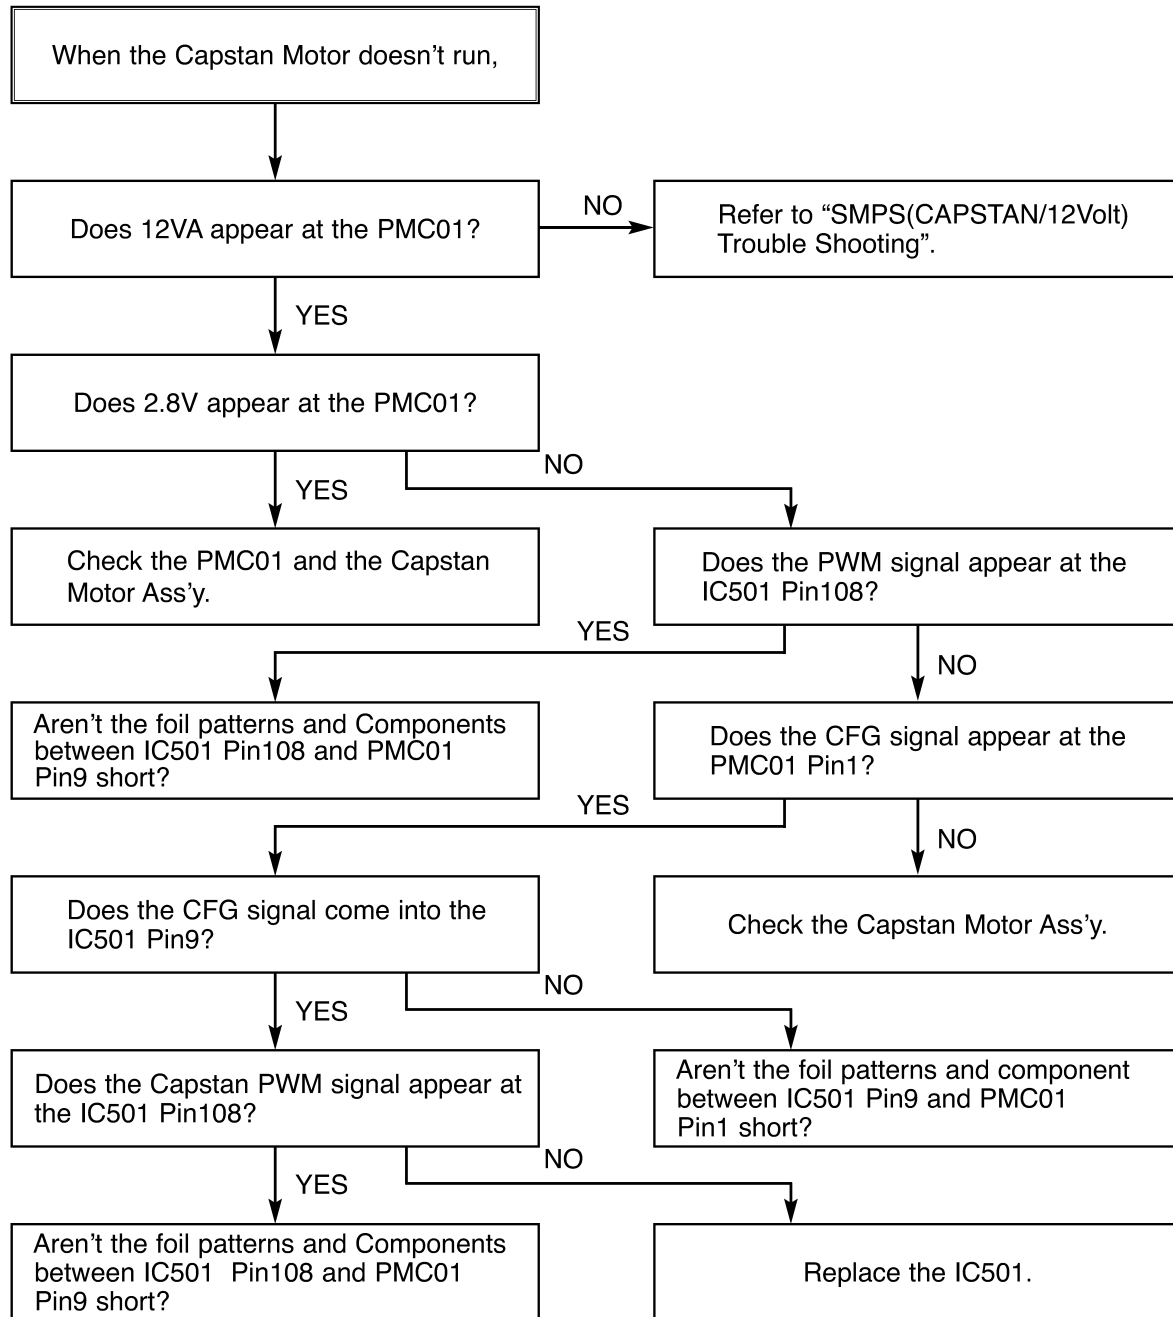 When the Capstan Motor doesn't run,
Does 12VA appear at the PMC01?
NO
Refer to “SMPS(CAPSTAN/12Volt)
Trouble Shooting”.
YES
Does 2.8V appear at the PMC01?
NO
YES
Check the PMC01 and the Capstan
Motor Ass'y.
Does the PWM signal appear at the
IC501 Pin108?
YES
NO
Aren't the foil patterns and Components
between IC501 Pin108 and PMC01
Pin9 short?
Does the CFG signal appear at the
PMC01 Pin1?
YES
NO
Does the CFG signal come into the
IC501 Pin9?
Check the Capstan Motor Ass'y.
NO
YES
Does the Capstan PWM signal appear at
the IC501 Pin108?
Aren't the foil patterns and component
between IC501 Pin9 and PMC01
Pin1 short?
NO
YES
Aren't the foil patterns and Components
between IC501 Pin108 and PMC01
Pin9 short?
Replace the IC501.